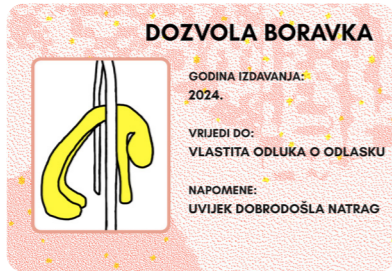 DOZVOLA BORAVKA
GODINA IZDAVANJA:
2024.
VRIJEDI DO:
VLASTITA ODLUKA O ODLASKU
NAPOMENE:
UVIJEK DOBRODOŠLA NATRAG